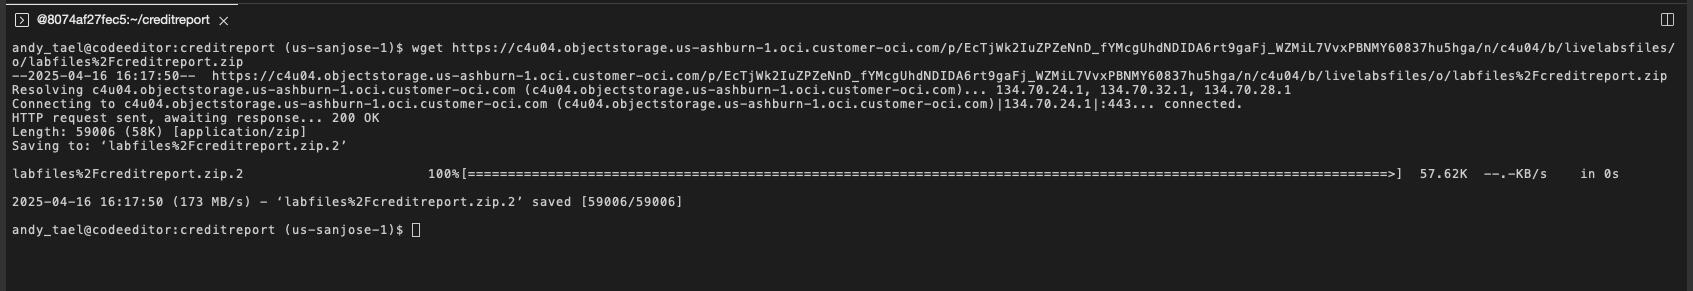 @8074af27fec5:~/creditreport
andy_tael@codeeditor:creditreport (us-sanjose-1)$ wget https://c4u04.objectstorage.us-ashburn-1.oci.customer-oci.com/p/EcTjWk2IuZPZeNnD_fYMcgUhdNDIDA6rt9gaFj_WZMiL7VvxPBNMY60837hu5hga/n/c4u04/b/livelabsfiles/
o/labfiles%2Fcreditreport.zip
--2025-04-16 16:17:50--  https://c4u04.objectstorage.us-ashburn-1.oci.customer-oci.com/p/EcTjWk2IuZPZeNnD_fYMcgUhdNDIDA6rt9gaFj_WZMiL7VvxPBNMY60837hu5hga/n/c4u04/b/livelabsfiles/o/labfiles%2Fcreditreport.zip
Resolving c4u04.objectstorage.us-ashburn-1.oci.customer-oci.com (c4u04.objectstorage.us-ashburn-1.oci.customer-oci.com)... 134.70.24.1, 134.70.32.1, 134.70.28.1
Connecting to c4u04.objectstorage.us-ashburn-1.oci.customer-oci.com (c4u04.objectstorage.us-ashburn-1.oci.customer-oci.com)|134.70.24.1|:443... connected.
HTTP request sent, awaiting response... 200 OK
Length: 59006 (58K) [application/zip]
Saving to: ‘labfiles%2Fcreditreport.zip.2’
labfiles%2Fcreditreport.zip.2 100%[===================================================================================================================>] 57.62K --.-KB/s in 0s
2025-04-16 16:17:50 (173 MB/s) - ‘labfiles%2Fcreditreport.zip.2’ saved [59006/59006]
andy_tael@codeeditor:creditreport (us-sanjose-1)$